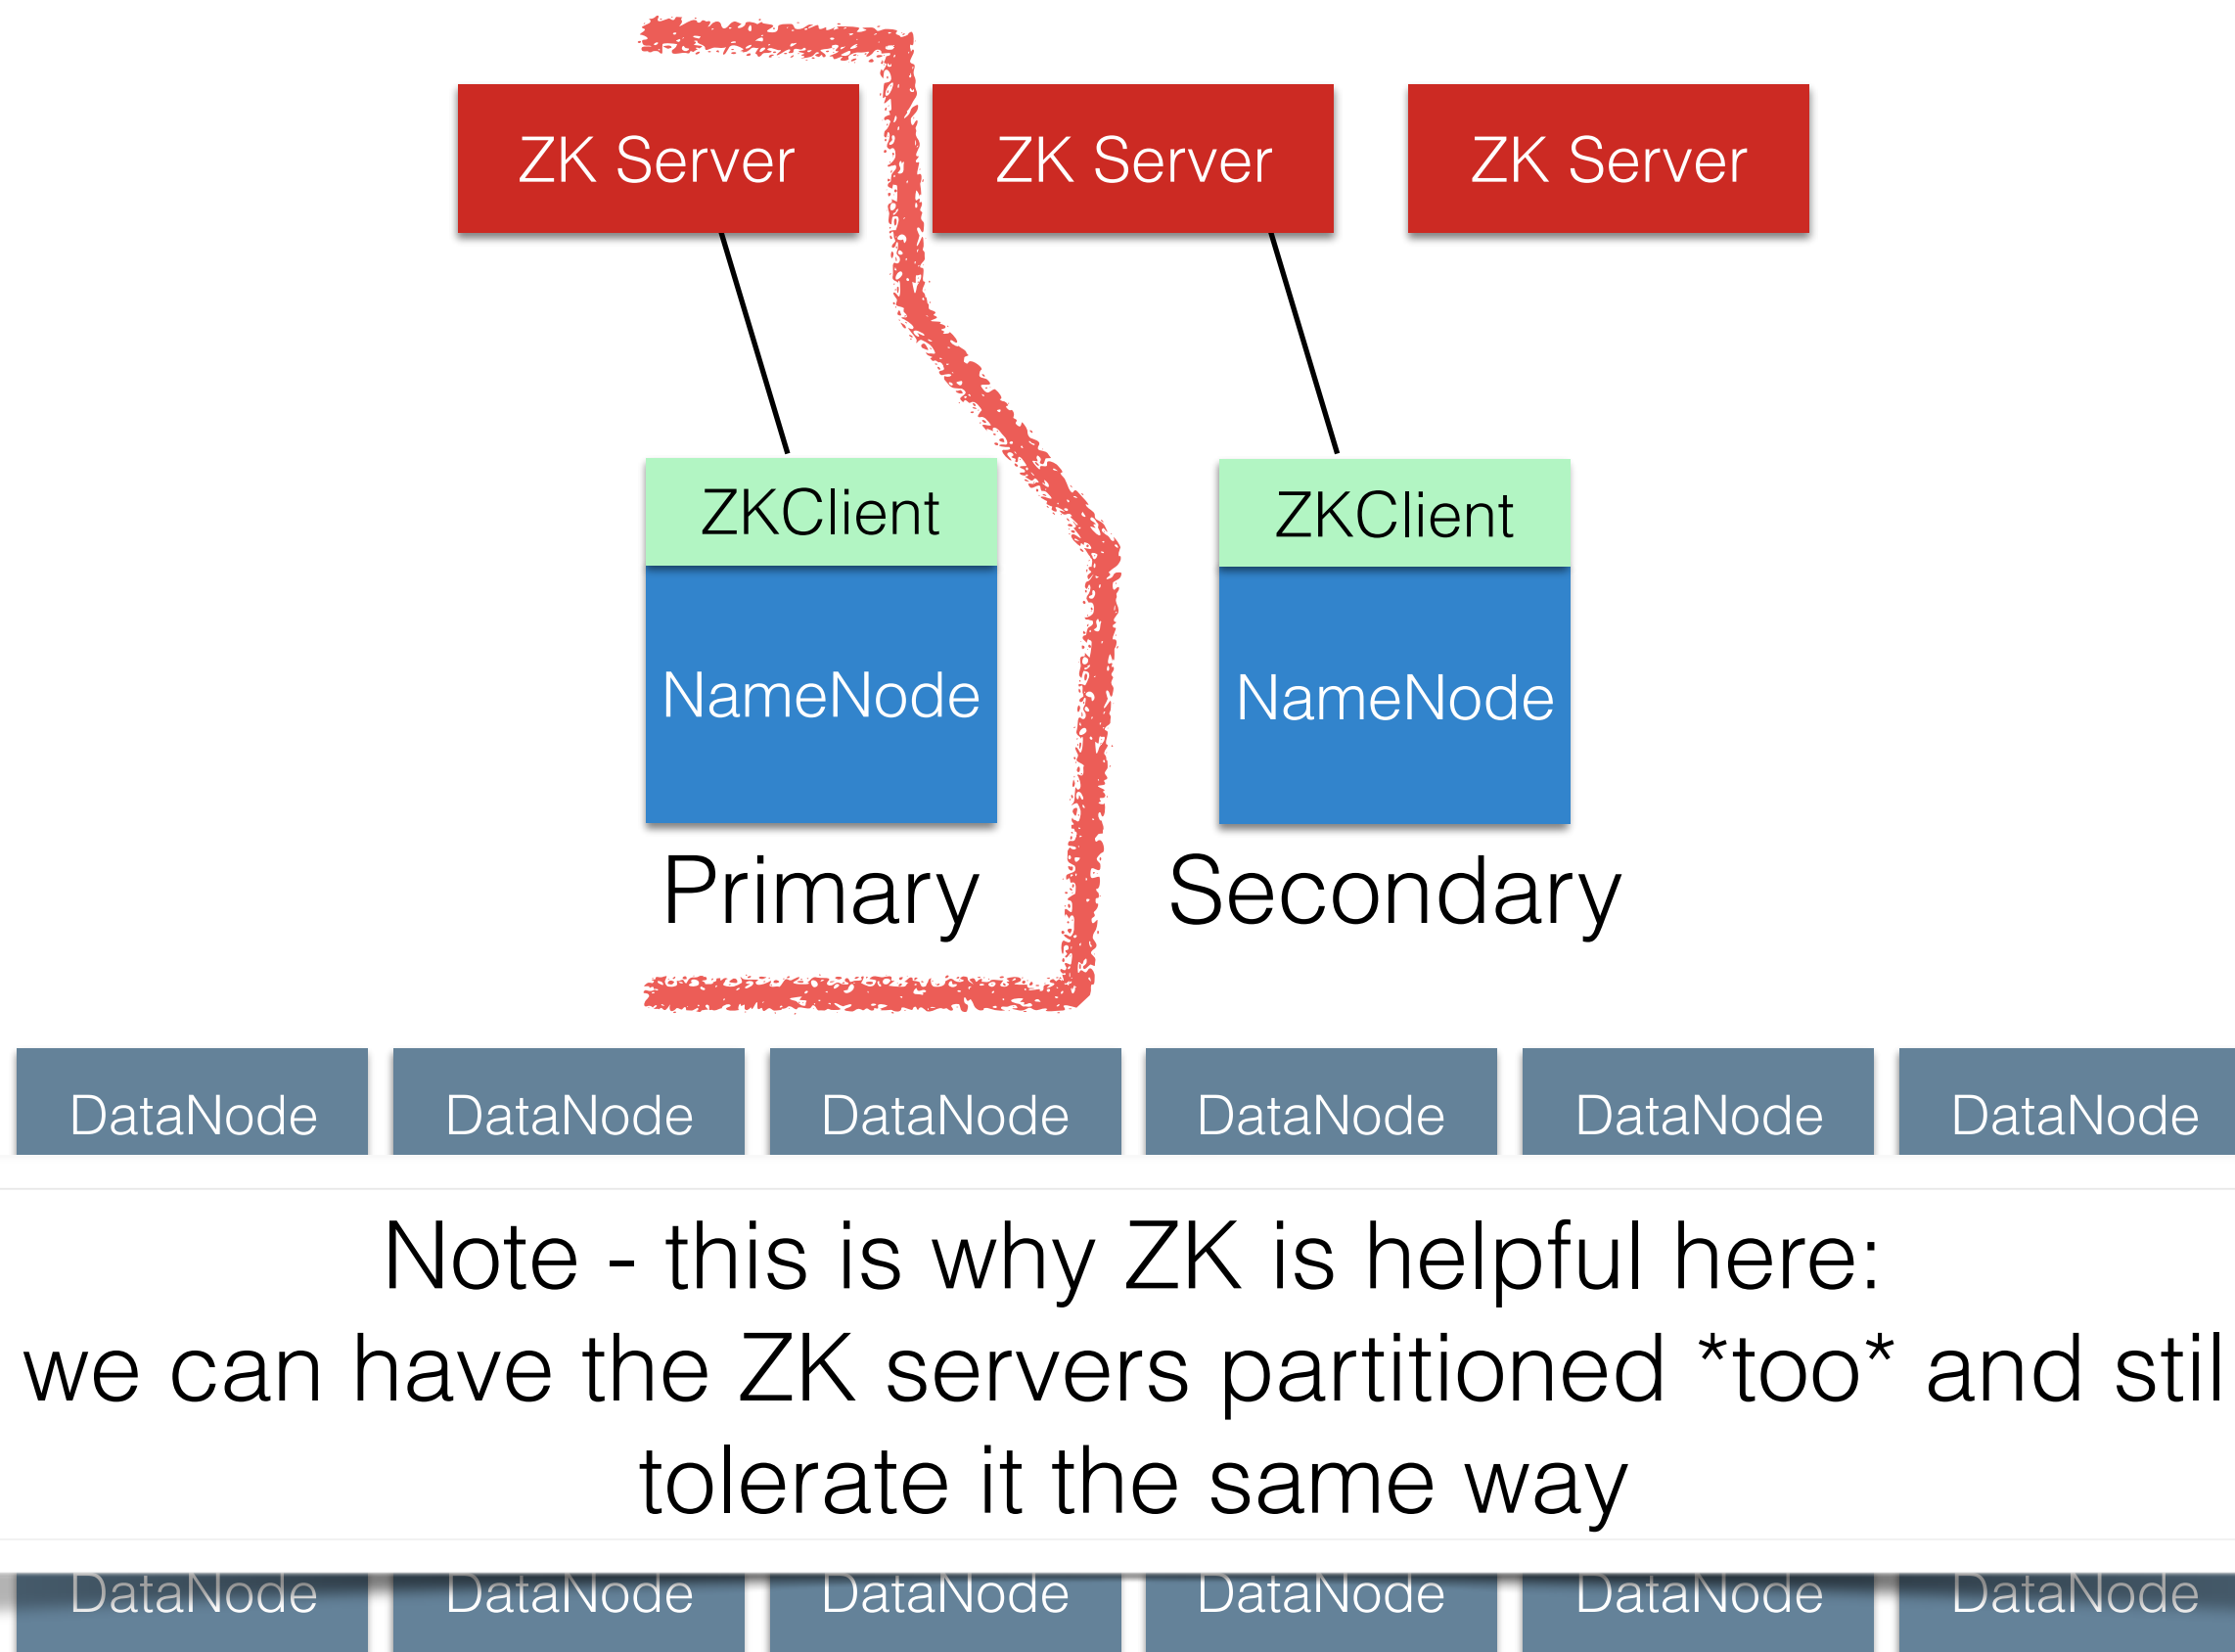 ZK Server ZK Server ZK Server
ZKClient ZKClient
NameNode NameNode
Primary Secondary
DataNode DataNode DataNode DataNode DataNode DataNode
Note - this is why ZK is helpful here:
we can have the ZK servers partitioned *too* and stil
tolerate it the same way
DataNode DataNode DataNode DataNode DataNode DataNode